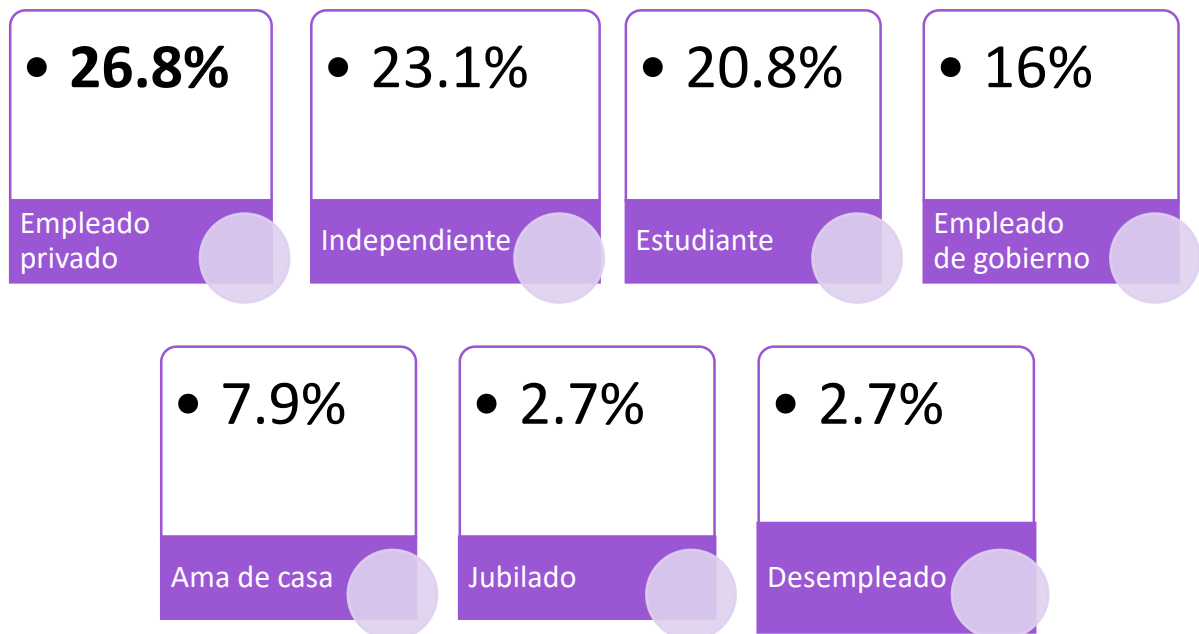 • 26.8%
Empleado
privado
• 23.1%
Independiente
• 20.8%
Estudiante
• 16%
Empleado
de gobierno
• 7.9%
Ama de casa
• 2.7%
Jubilado
• 2.7%
Desempleado